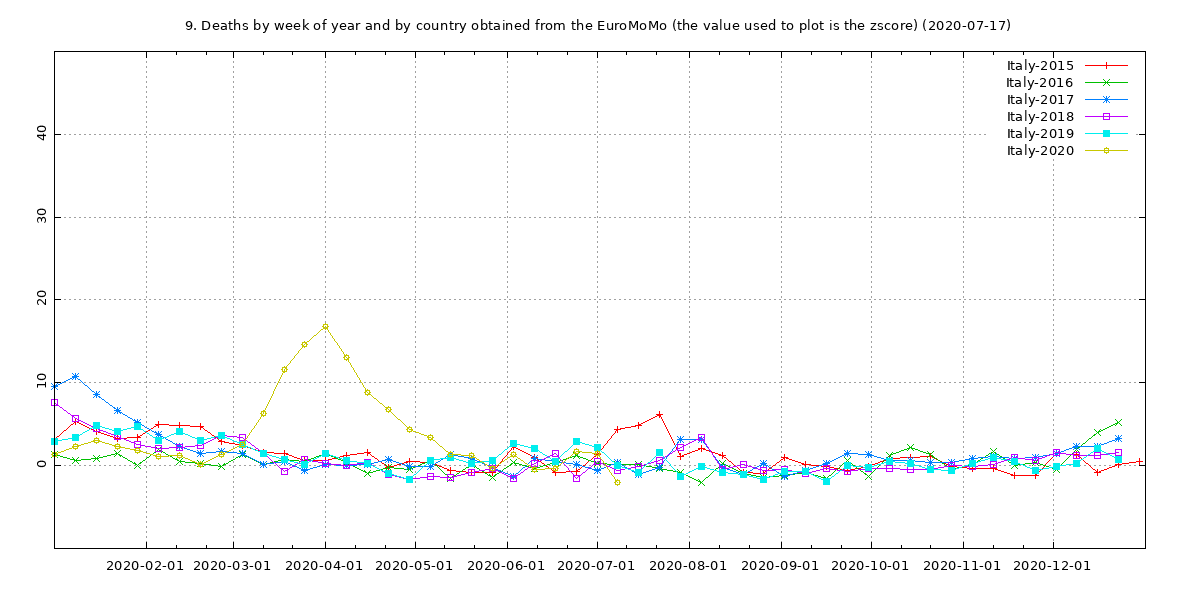 9. Deaths by week of year and by country obtained from the EuroMoMo (the value used to plot is the zscore) (2020-07-17)
Italy-2015
Italy-2016
Italy-2017
Italy-2018
Italy-2019
Italy-2020
40
30
20
10
0
2020-02-01 2020-03-01 2020-04-01 2020-05-01 2020-06-01 2020-07-01 2020-08-01 2020-09-01 2020-10-01 2020-11-01 2020-12-01